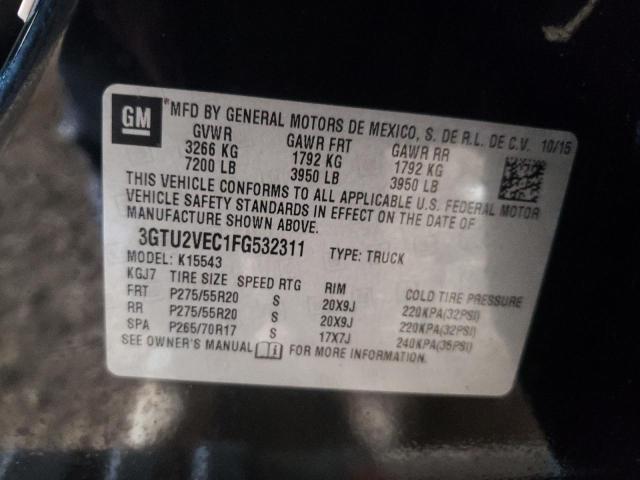 GM
*MFD BY GENERAL MOTORS DE MEXICO, S. DE R.L. DE C.V. 10/15
GVWR GAWR FRT GAWR RR
3266 KG 1792 KG 1792 KG
7200 LB 3950 LB 3950 LB
THIS VEHICLE CONFORMS TO ALL APPLICABLE U.S. FEDERAL MOTOR
VEHICLE SAFETY STANDARDS IN EFFECT ON THE DATE OF
MANUFACTURE SHOWN ABOVE.
3GTU2VEC1FG532311 TYPE: TRUCK
MODEL: K15543
KGJ7 TIRE SIZE SPEED RTG RIM COLD TIRE PRESSURE
FRT P275/55R20 S 20X9J 220KPA(32PSI)
RR P275/55R20 S 20X9J 220KPA(32PSI)
SPA P265/70R17 S 17X7J 240KPA(35PSI)
SEE OWNER'S MANUAL FOR MORE INFORMATION.